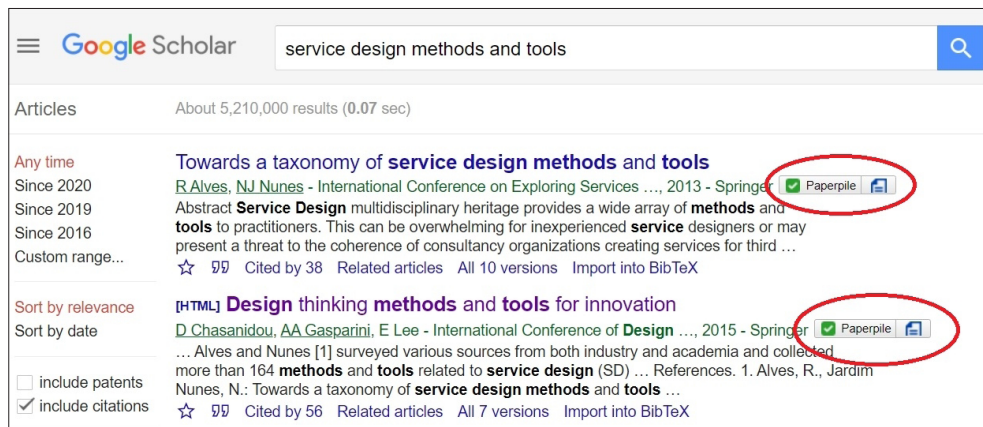 Google Scholar
service design methods and tools
Articles
About 5,210,000 results (0.07 sec)
Any time
Since 2020
Since 2019
Since 2016
Custom range...
Sort by relevance
Sort by date
include patents
include citations
Towards a taxonomy of service design methods and tools
R Alves, NJ Nunes - International Conference on Exploring Services ..., 2013 - Springer Paperpile
Abstract Service Design multidisciplinary heritage provides a wide array of methods and
tools to practitioners. This can be overwhelming for inexperienced service designers or may
present a threat to the coherence of consultancy organizations creating services for third ...
Cited by 38 Related articles All 10 versions Import into BibTeX
[HTML] Design thinking methods and tools for innovation
D Chasanidou, AA Gasparini, E Lee - International Conference of Design ..., 2015 - Springer Paperpile
... Alves and Nunes [1] surveyed various sources from both industry and academia and collected
more than 164 methods and tools related to service design (SD) ... References. 1. Alves, R., Jardim
Nunes, N.: Towards a taxonomy of service design methods and tools ...
Cited by 56 Related articles All 7 versions Import into BibTeX